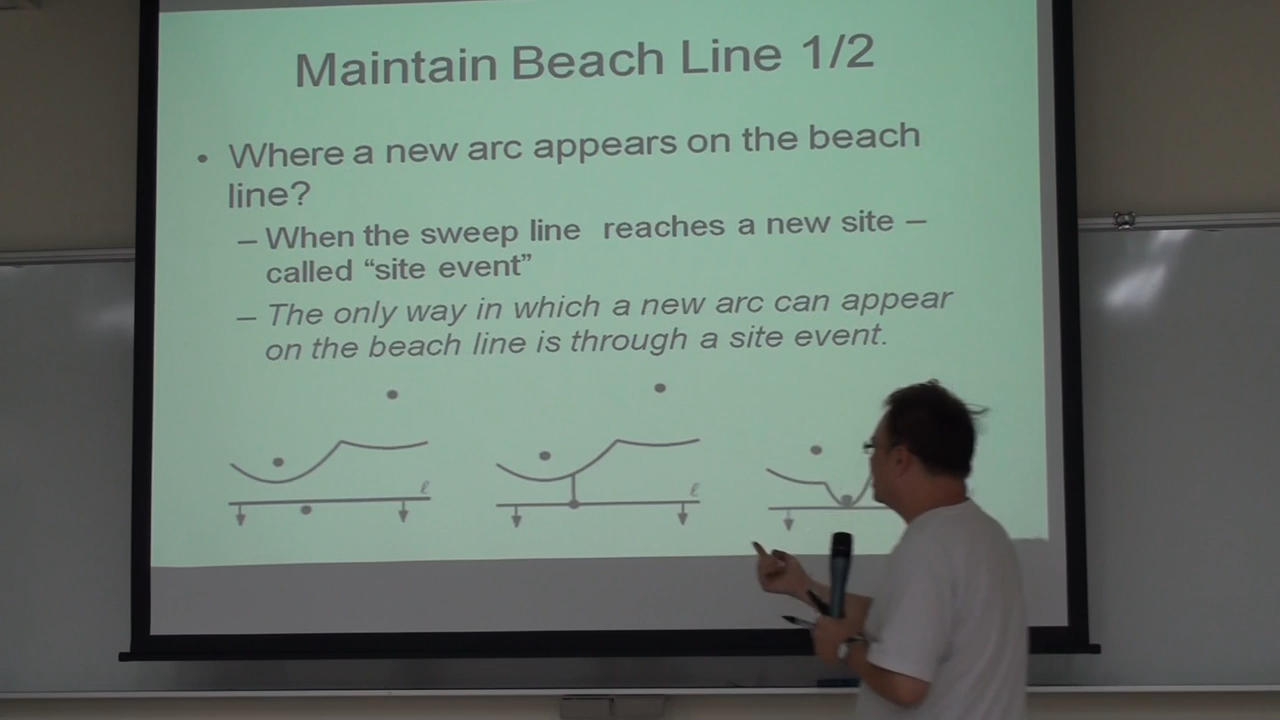 Maintain Beach Line 1/2
• Where a new arc appears on the beach
line?
– When the sweep line reaches a new site –
called “site event”
– The only way in which a new arc can appear
on the beach line is through a site event.
ℓ ℓ